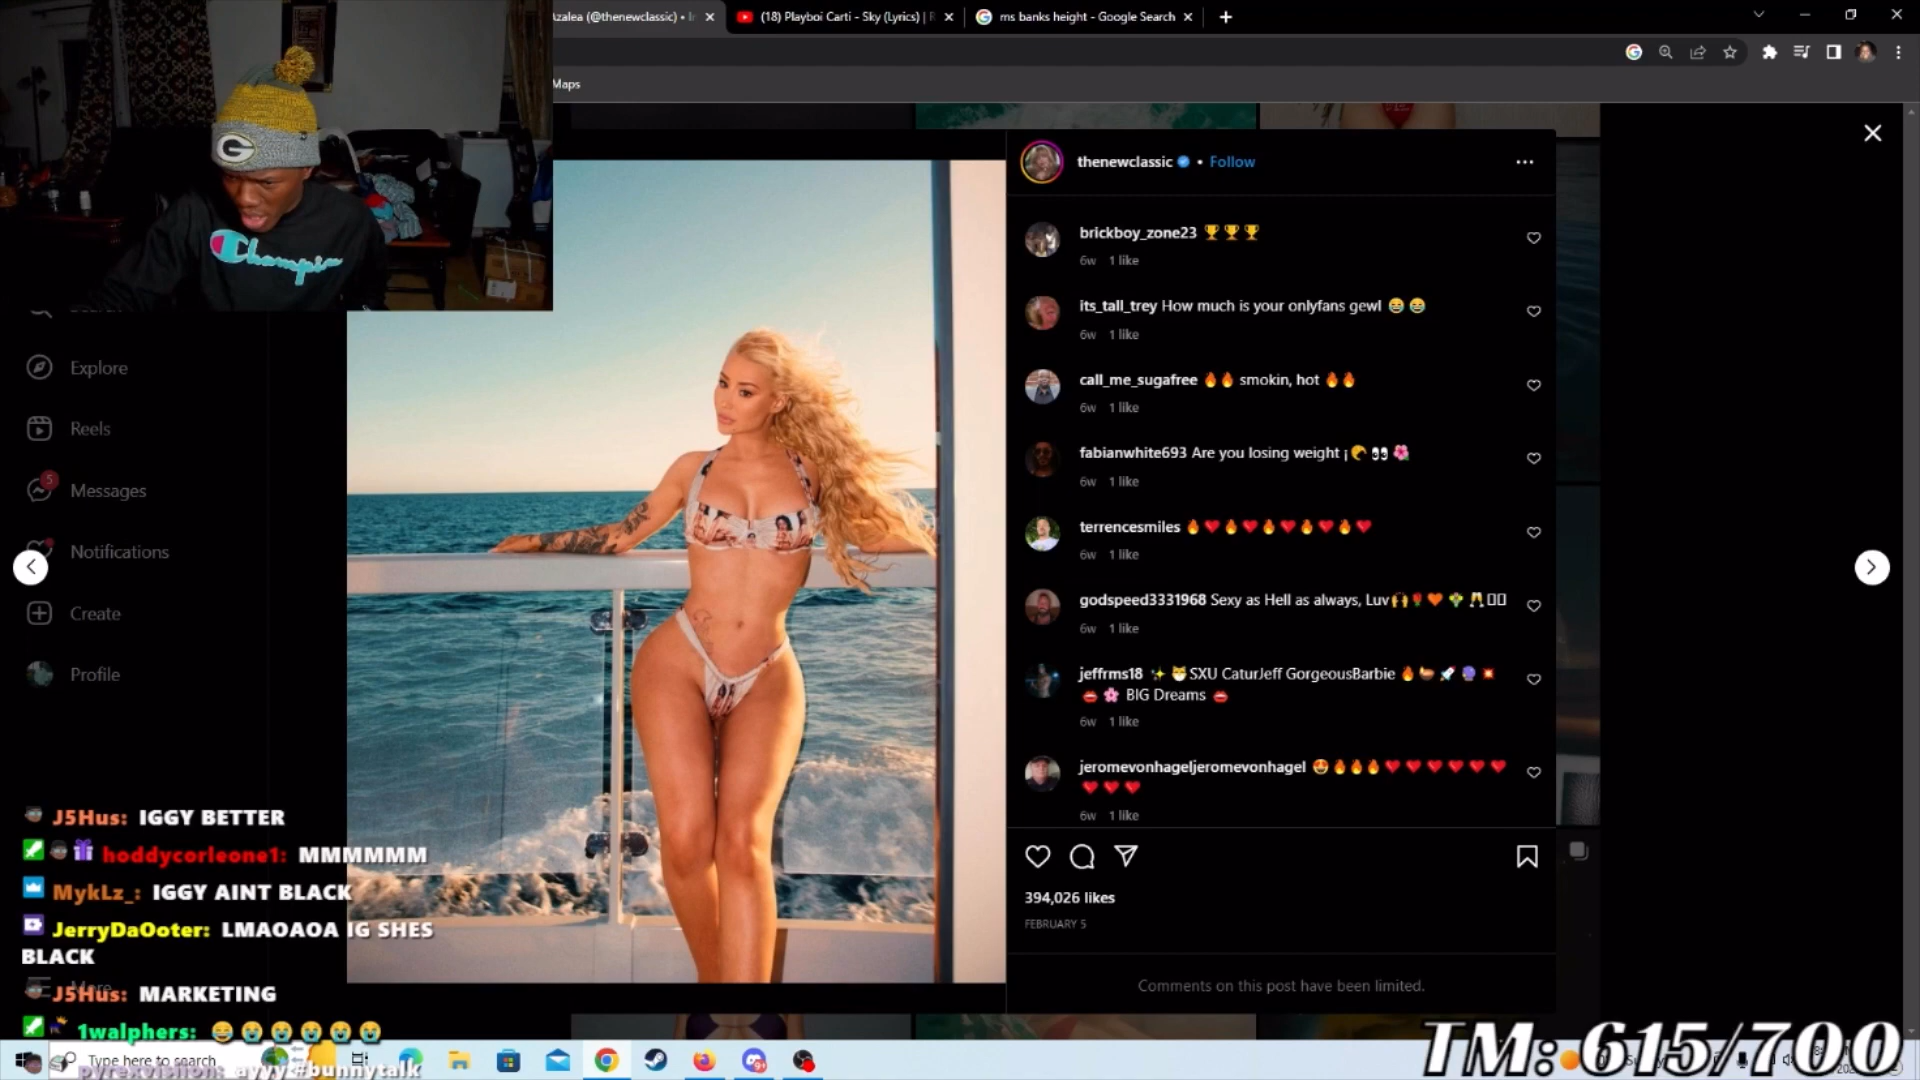 Azalea (@thenewclassic) •
(18) Playboi Carti - Sky (Lyrics) |
ms banks height - Google Search
Maps
G
Champion
thenewclassic • Follow
brickboy_zone23 🏆🏆🏆
6w 1 like
its_tall_trey How much is your onlyfans gewl 😂😂
6w 1 like
call_me_sugafree 🔥🔥 smokin, hot 🔥🔥
6w 1 like
fabianwhite693 Are you losing weight ¡ 👀🌺
6w 1 like
terrencesmiles 🔥❤️🔥❤️🔥❤️🔥❤️🔥❤️
6w 1 like
godspeed3331968 Sexy as Hell as always, Luv
6w 1 like
jeffrms18 ✨ SXU CaturJeff GorgeousBarbie 🔥
BIG Dreams
6w 1 like
jeromevonhageljeromevonhagel 😍🔥🔥🔥❤️❤️❤️❤️❤️❤️
❤️❤️❤️
6w 1 like
394,026 likes
FEBRUARY 5
Comments on this post have been limited.
Explore
Reels
5
Messages
Notifications
Create
Profile
More
J5Hus: IGGY BETTER
hoddycorleone1: MMMMMM
MykLz_: IGGY AINT BLACK
JerryDaOoter: LMAOAOA IG SHES
BLACK
J5Hus: MARKETING
1walphers: 😂😭😭😭😭😭
Type here to search
#bunnytalk
TM: 615/700